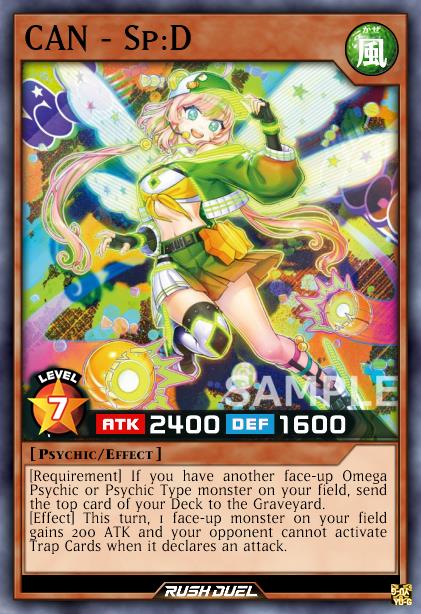 CAN - Sp:D
かぜ
風
SAMPLE
LEVEL
7
ATK 2400 DEF 1600
[ Psychic/Effect ]
[Requirement] If you have another face-up Omega
Psychic or Psychic Type monster on your field, send
the top card of your Deck to the Graveyard.
[Effect] This turn, 1 face-up monster on your field
gains 200 ATK and your opponent cannot activate
Trap Cards when it declares an attack.
RUSH DUEL